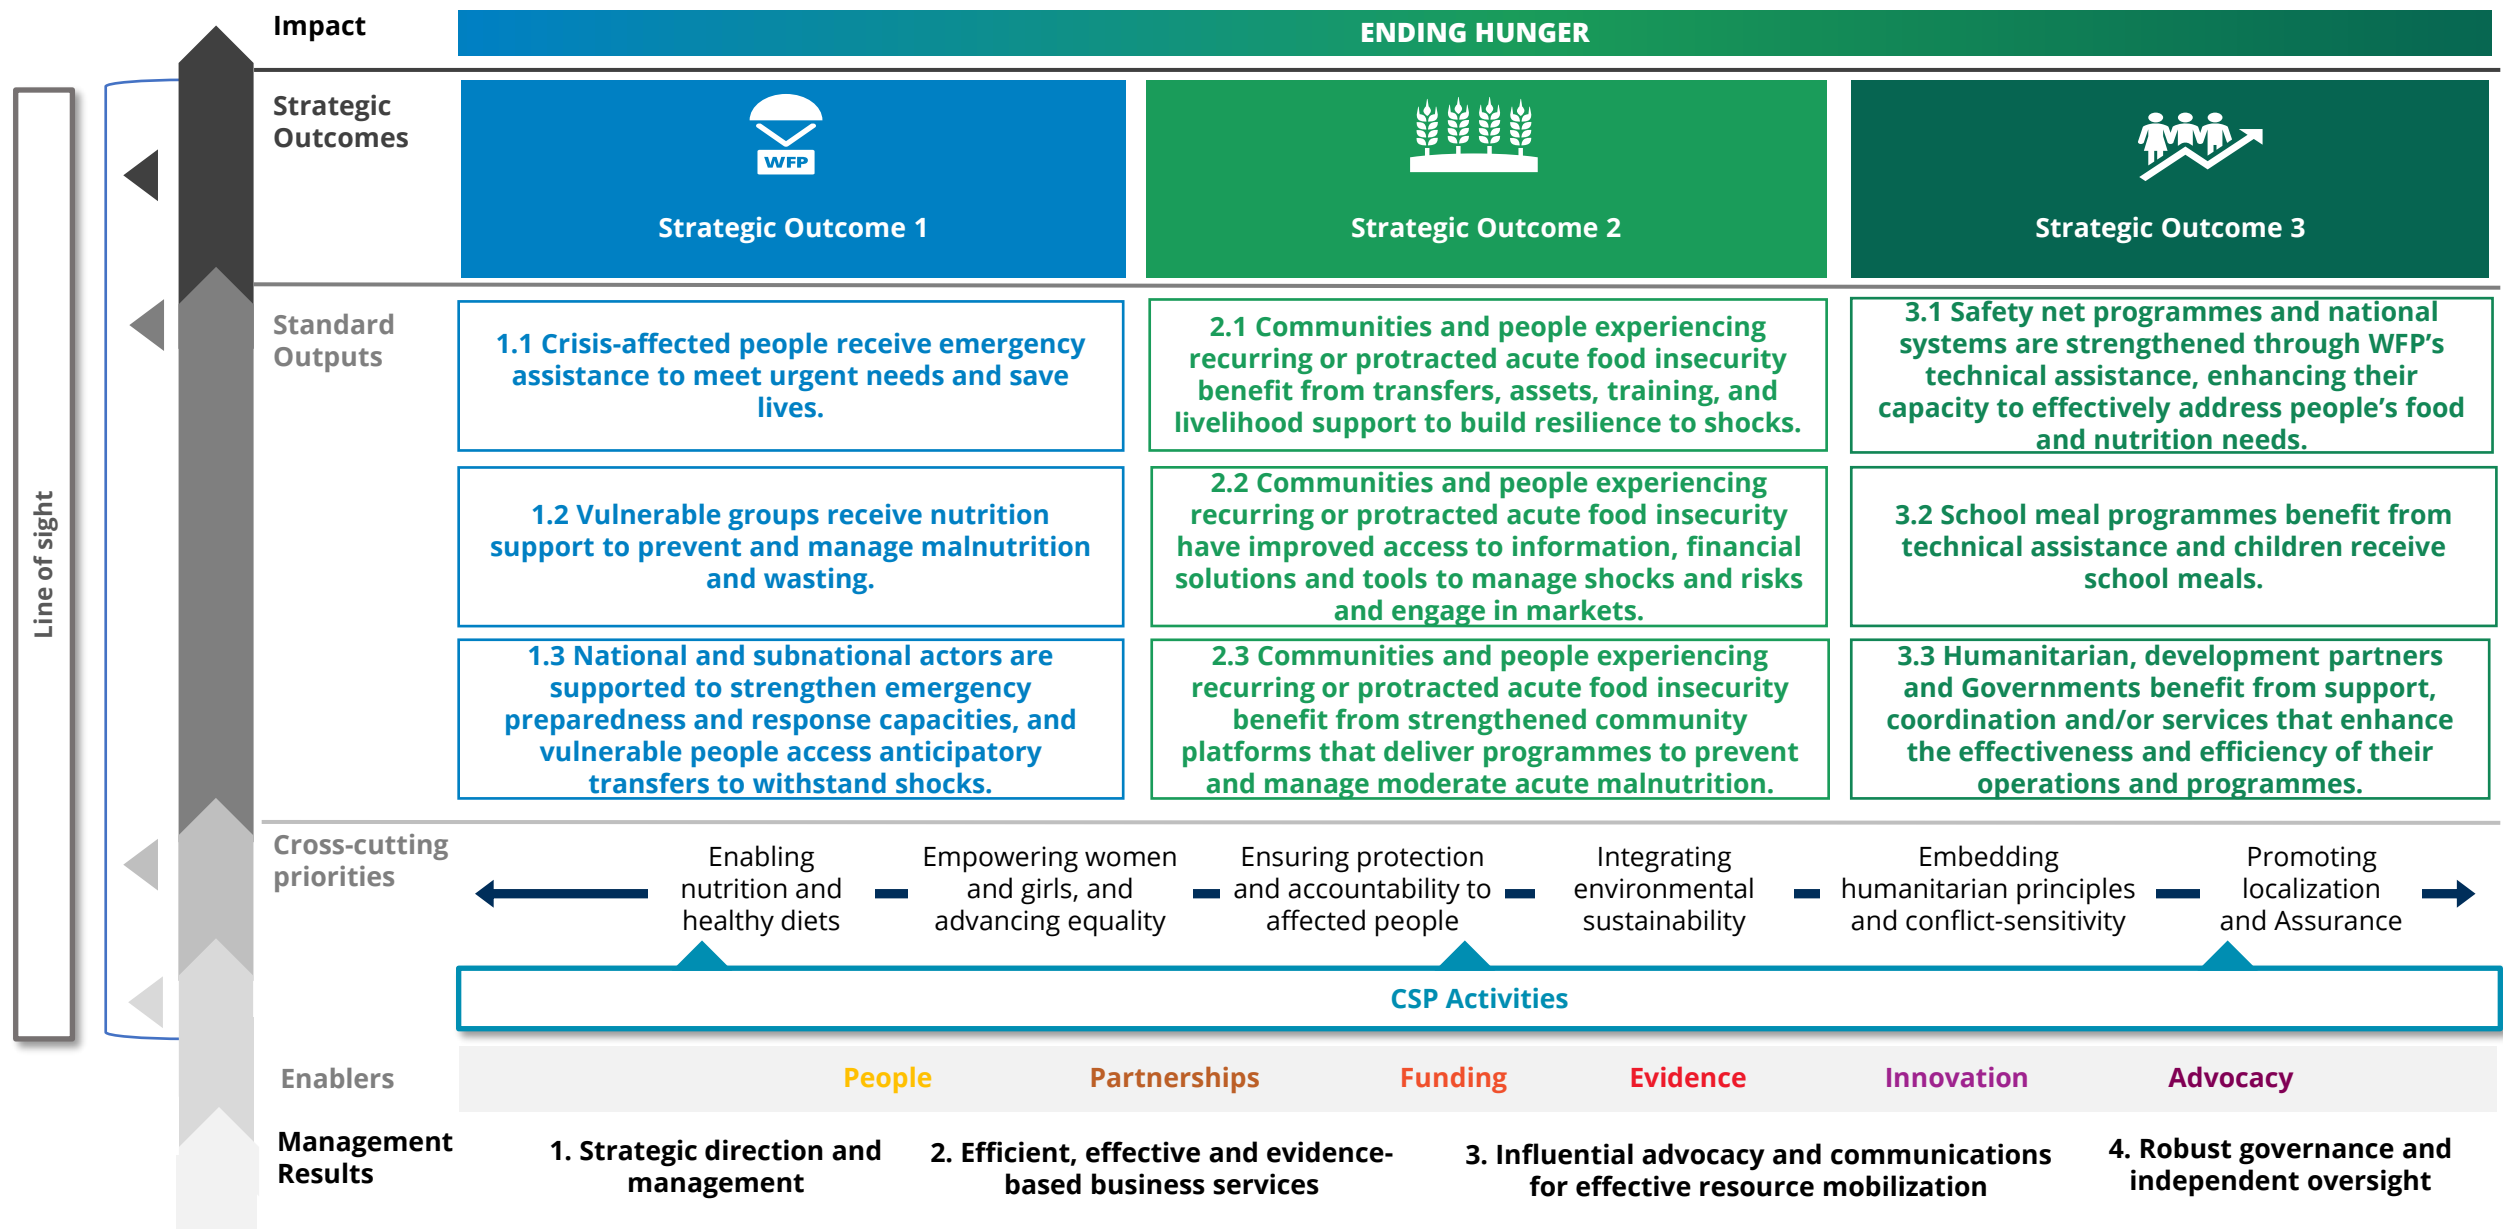 Impact
ENDING HUNGER
Strategic
Outcomes
WFP
Strategic Outcome 1
Strategic Outcome 2
Strategic Outcome 3
Line of sight
Standard
Outputs
1.1 Crisis-affected people receive emergency
assistance to meet urgent needs and save
lives.
2.1 Communities and people experiencing
recurring or protracted acute food insecurity
benefit from transfers, assets, training, and
livelihood support to build resilience to shocks.
3.1 Safety net programmes and national
systems are strengthened through WFP’s
technical assistance, enhancing their
capacity to effectively address people’s food
and nutrition needs.
1.2 Vulnerable groups receive nutrition
support to prevent and manage malnutrition
and wasting.
2.2 Communities and people experiencing
recurring or protracted acute food insecurity
have improved access to information, financial
solutions and tools to manage shocks and risks
and engage in markets.
3.2 School meal programmes benefit from
technical assistance and children receive
school meals.
1.3 National and subnational actors are
supported to strengthen emergency
preparedness and response capacities, and
vulnerable people access anticipatory
transfers to withstand shocks.
2.3 Communities and people experiencing
recurring or protracted acute food insecurity
benefit from strengthened community
platforms that deliver programmes to prevent
and manage moderate acute malnutrition.
3.3 Humanitarian, development partners
and Governments benefit from support,
coordination and/or services that enhance
the effectiveness and efficiency of their
operations and programmes.
Cross-cutting
priorities
Enabling
nutrition and
healthy diets
Empowering women
and girls, and
advancing equality
Ensuring protection
and accountability to
affected people
Integrating
environmental
sustainability
Embedding
humanitarian principles
and conflict-sensitivity
Promoting
localization
and Assurance
CSP Activities
Enablers
People
Partnerships
Funding
Evidence
Innovation
Advocacy
Management
Results
1. Strategic direction and
management
2. Efficient, effective and evidence-
based business services
3. Influential advocacy and communications
for effective resource mobilization
4. Robust governance and
independent oversight